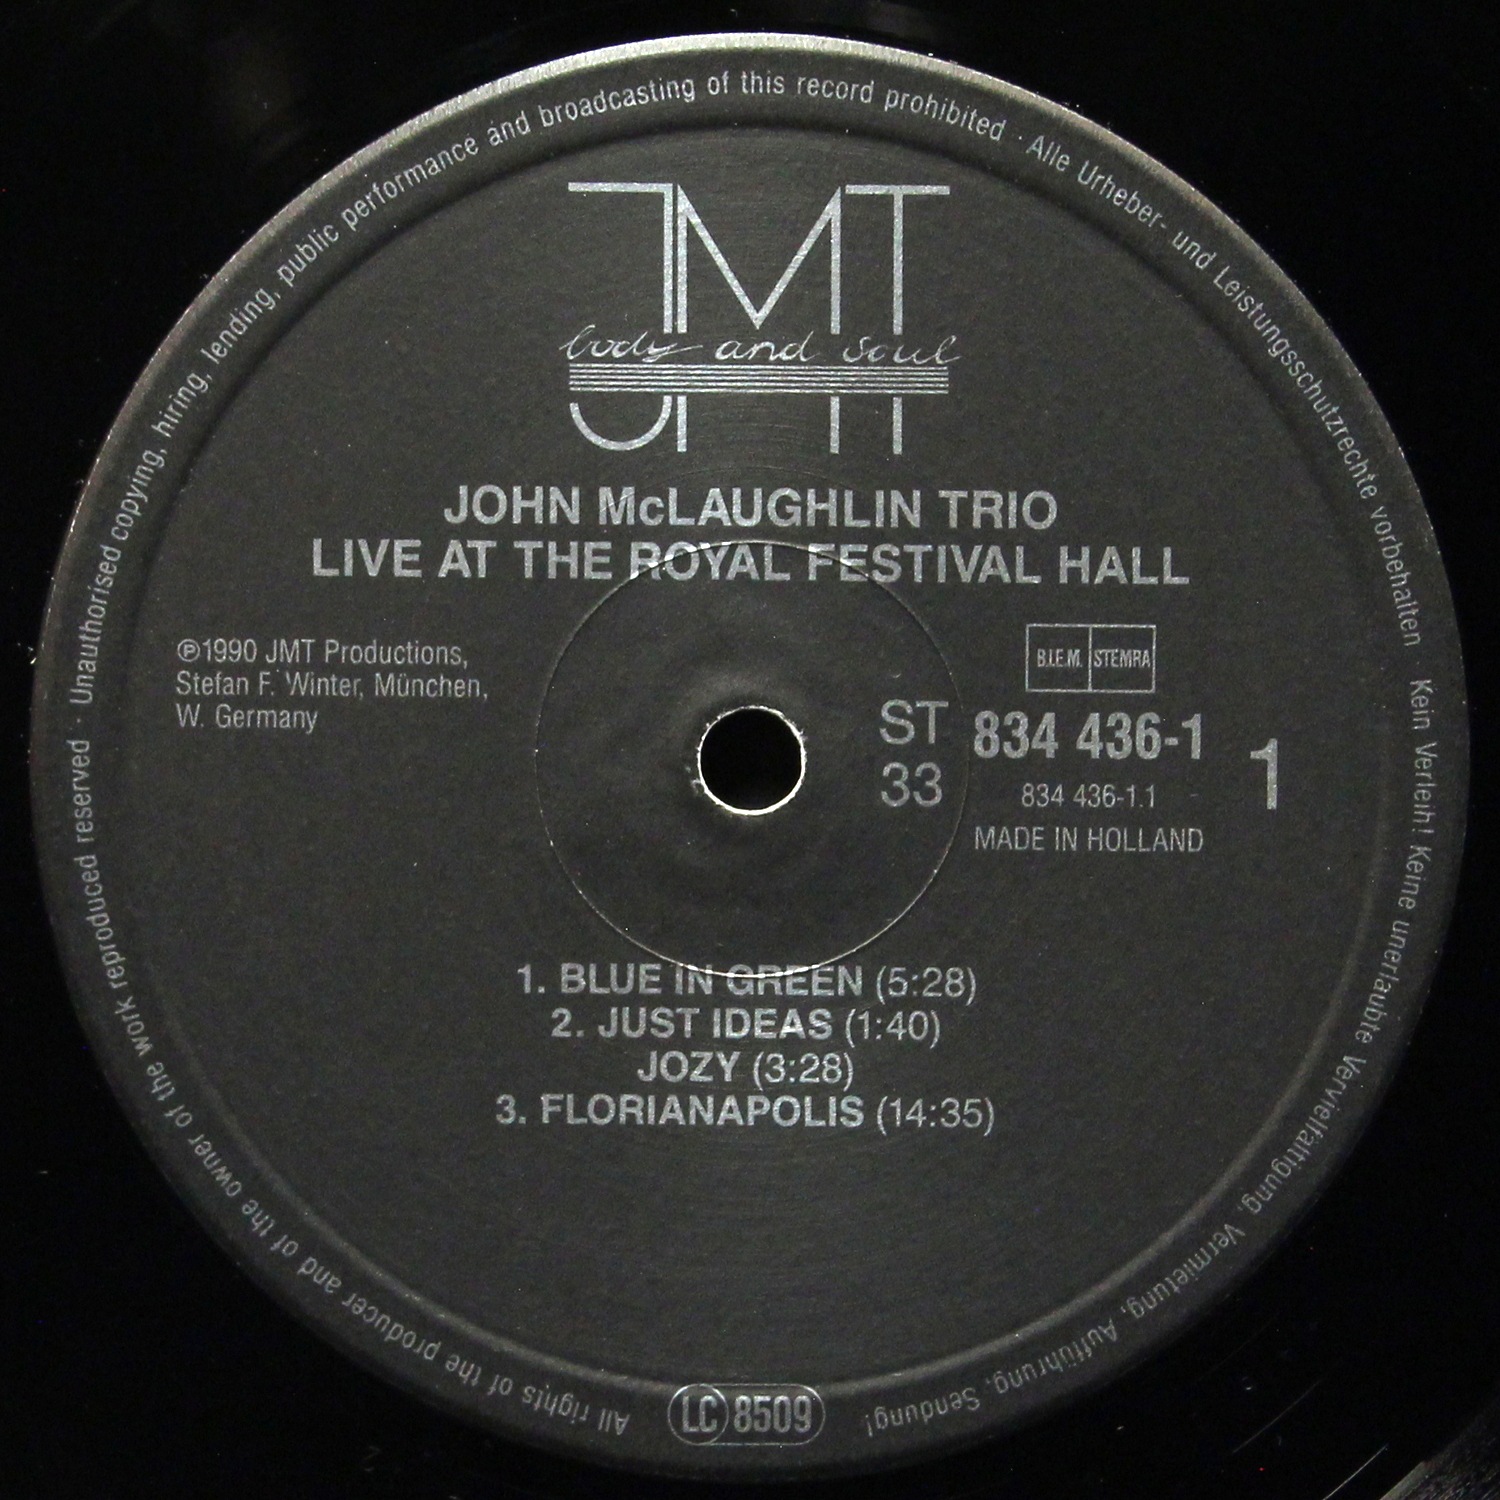 JMT
body and soul
JOHN McLAUGHLIN TRIO
LIVE AT THE ROYAL FESTIVAL HALL
℗1990 JMT Productions,
Stefan F. Winter, München,
W. Germany
B.I.E.M. STEMRA
ST 834 436-1
33
834 436-1.1
MADE IN HOLLAND
1
1. BLUE IN GREEN (5:28)
2. JUST IDEAS (1:40)
JOZY (3:28)
3. FLORIANAPOLIS (14:35)
All rights of the producer and of the owner of the work reproduced reserved · Unauthorised copying, hiring, lending, public performance and broadcasting of this record prohibited · Alle Urheber- und Leistungsschutzrechte vorbehalten · Kein Verleih! Keine unerlaubte Vervielfältigung, Vermietung, Aufführung, Sendung!
LC 8509